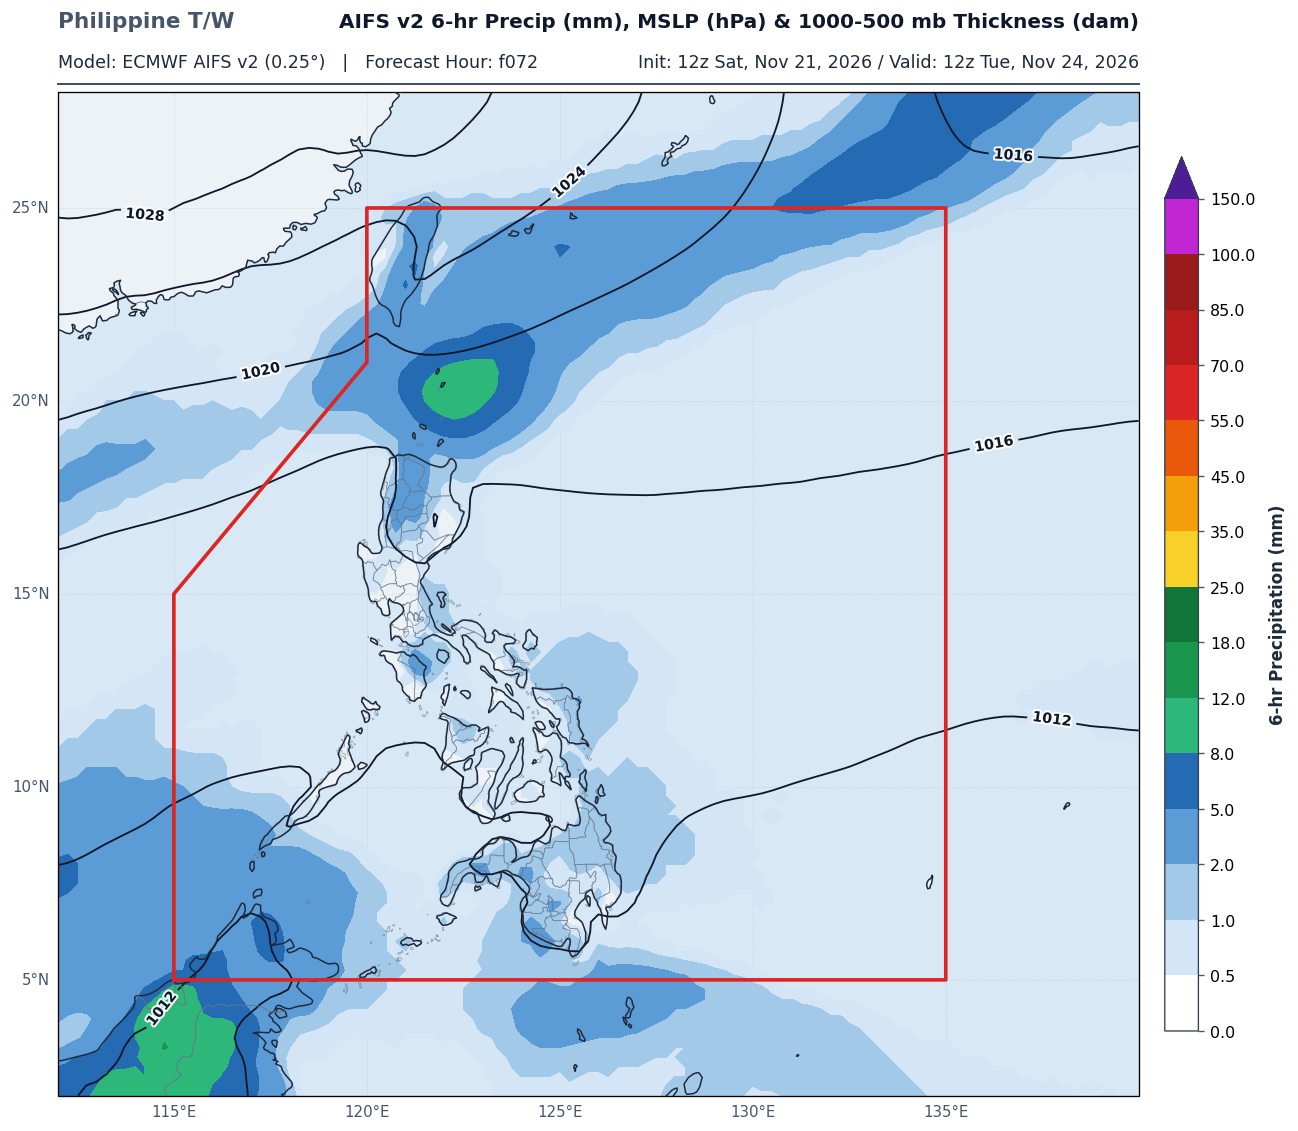 Philippine T/W
AIFS v2 6-hr Precip (mm), MSLP (hPa) & 1000-500 mb Thickness (dam)
Model: ECMWF AIFS v2 (0.25°) | Forecast Hour: f072
Init: 12z Sat, Nov 21, 2026 / Valid: 12z Tue, Nov 24, 2026
1028
1024
1016
1020
1016
1012
1012
25°N
20°N
15°N
10°N
5°N
115°E
120°E
125°E
130°E
135°E
150.0
100.0
85.0
70.0
55.0
45.0
35.0
25.0
18.0
12.0
8.0
5.0
2.0
1.0
0.5
0.0
6-hr Precipitation (mm)